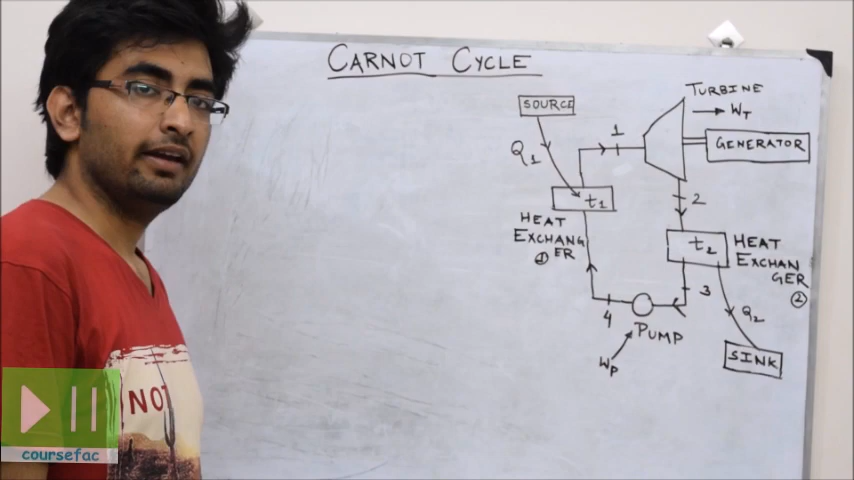 CARNOT CYCLE
SOURCE
Q1
1
TURBINE
WT
GENERATOR
t1
HEAT
EXCHANG
ER
1
2
t2
HEAT
EXCHAN
GER
2
3
4
PUMP
WP
Q2
SINK
NOT
coursefac